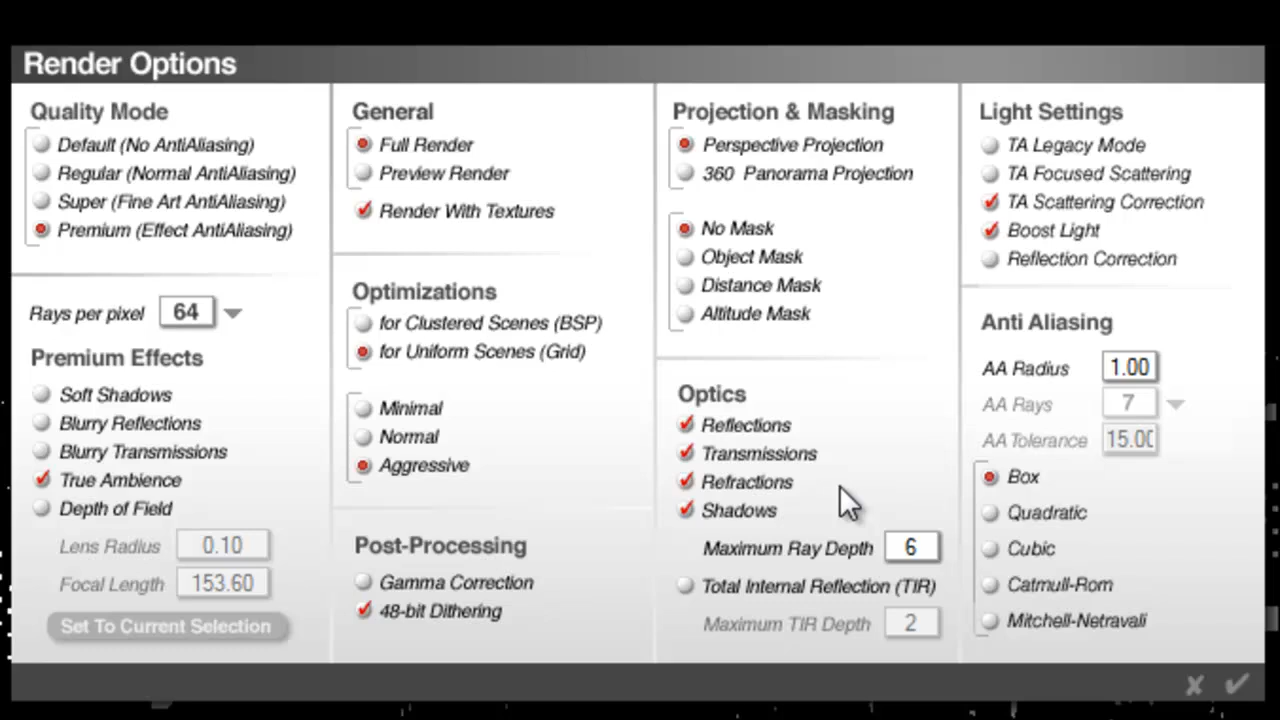 Render Options
Quality Mode
Default (No AntiAliasing)
Regular (Normal AntiAliasing)
Super (Fine Art AntiAliasing)
Premium (Effect AntiAliasing)
Rays per pixel 64
Premium Effects
Soft Shadows
Blurry Reflections
Blurry Transmissions
True Ambience
Depth of Field
Lens Radius 0.10
Focal Length 153.60
Set To Current Selection
General
Full Render
Preview Render
Render With Textures
Optimizations
for Clustered Scenes (BSP)
for Uniform Scenes (Grid)
Minimal
Normal
Aggressive
Post-Processing
Gamma Correction
48-bit Dithering
Projection & Masking
Perspective Projection
360 Panorama Projection
No Mask
Object Mask
Distance Mask
Altitude Mask
Optics
Reflections
Transmissions
Refractions
Shadows
Maximum Ray Depth 6
Total Internal Reflection (TIR)
Maximum TIR Depth 2
Light Settings
TA Legacy Mode
TA Focused Scattering
TA Scattering Correction
Boost Light
Reflection Correction
Anti Aliasing
AA Radius 1.00
AA Rays 7
AA Tolerance 15.00
Box
Quadratic
Cubic
Catmull-Rom
Mitchell-Netravali